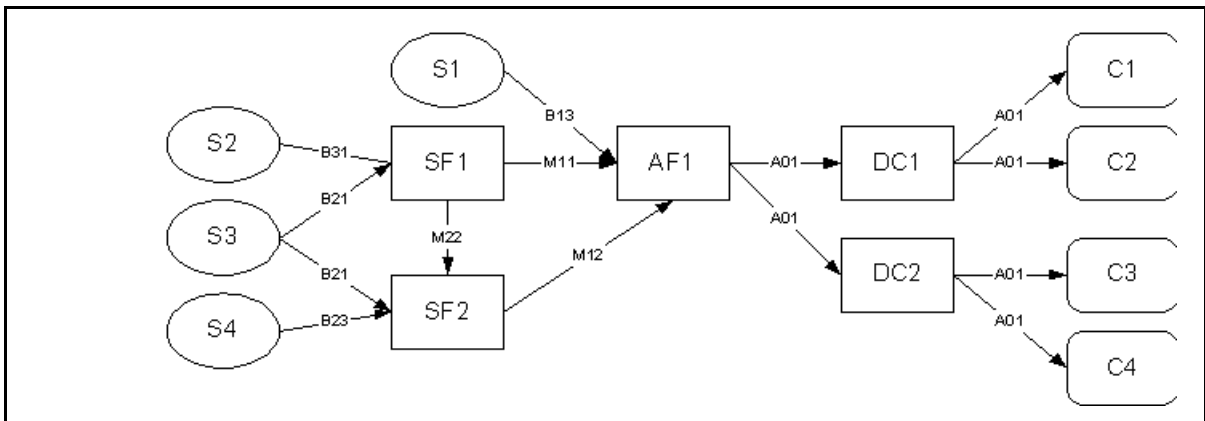 S1
C1
B13
A01
S2
B31
SF1
M11
AF1
A01
DC1
A01
C2
B21
A01
S3
M22
M12
DC2
A01
C3
B21
SF2
A01
S4
B23
C4